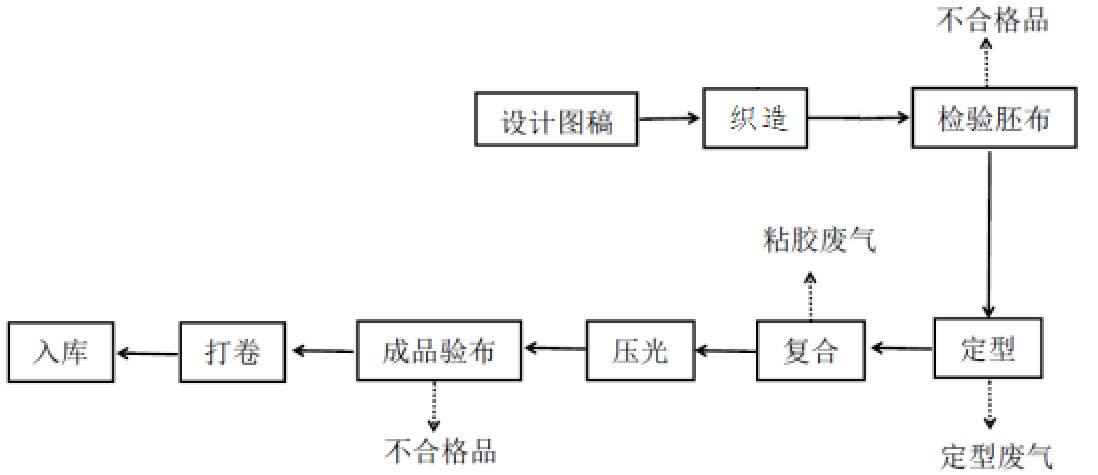 不合格品
设计图稿
织造
检验胚布
粘胶废气
入库
打卷
成品验布
压光
复合
定型
不合格品
定型废气